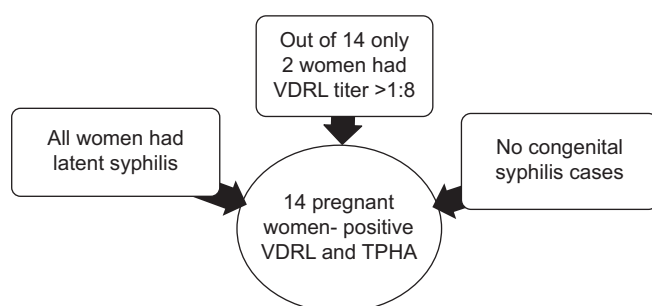 Out of 14 only
2 women had
VDRL titer >1:8
All women had
latent syphilis
No congenital
syphilis cases
14 pregnant
women- positive
VDRL and TPHA